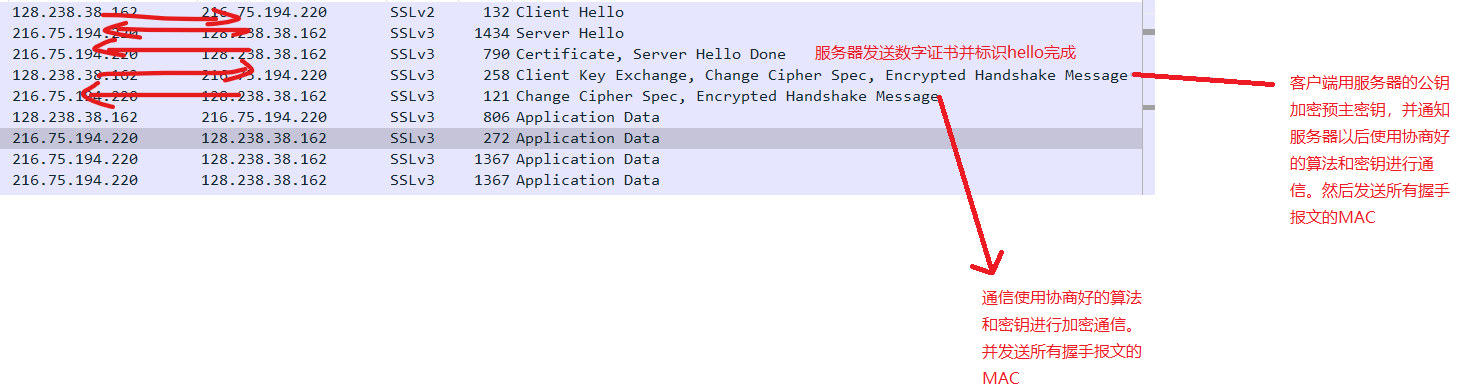 128.238.38.162 216.75.194.220 SSLv2 132 Client Hello
216.75.194.220 128.238.38.162 SSLv3 1434 Server Hello
216.75.194.220 128.238.38.162 SSLv3 790 Certificate, Server Hello Done 服务器发送数字证书并标识hello完成
128.238.38.162 216.75.194.220 SSLv3 258 Client Key Exchange, Change Cipher Spec, Encrypted Handshake Message
216.75.194.220 128.238.38.162 SSLv3 121 Change Cipher Spec, Encrypted Handshake Message
128.238.38.162 216.75.194.220 SSLv3 806 Application Data
216.75.194.220 128.238.38.162 SSLv3 272 Application Data
216.75.194.220 128.238.38.162 SSLv3 1367 Application Data
216.75.194.220 128.238.38.162 SSLv3 1367 Application Data
客户端用服务器的公钥
加密预主密钥，并通知
服务器以后使用协商好
的算法和密钥进行通
信。然后发送所有握手
报文的MAC
通信使用协商好的算法
和密钥进行加密通信。
并发送所有握手报文的
MAC